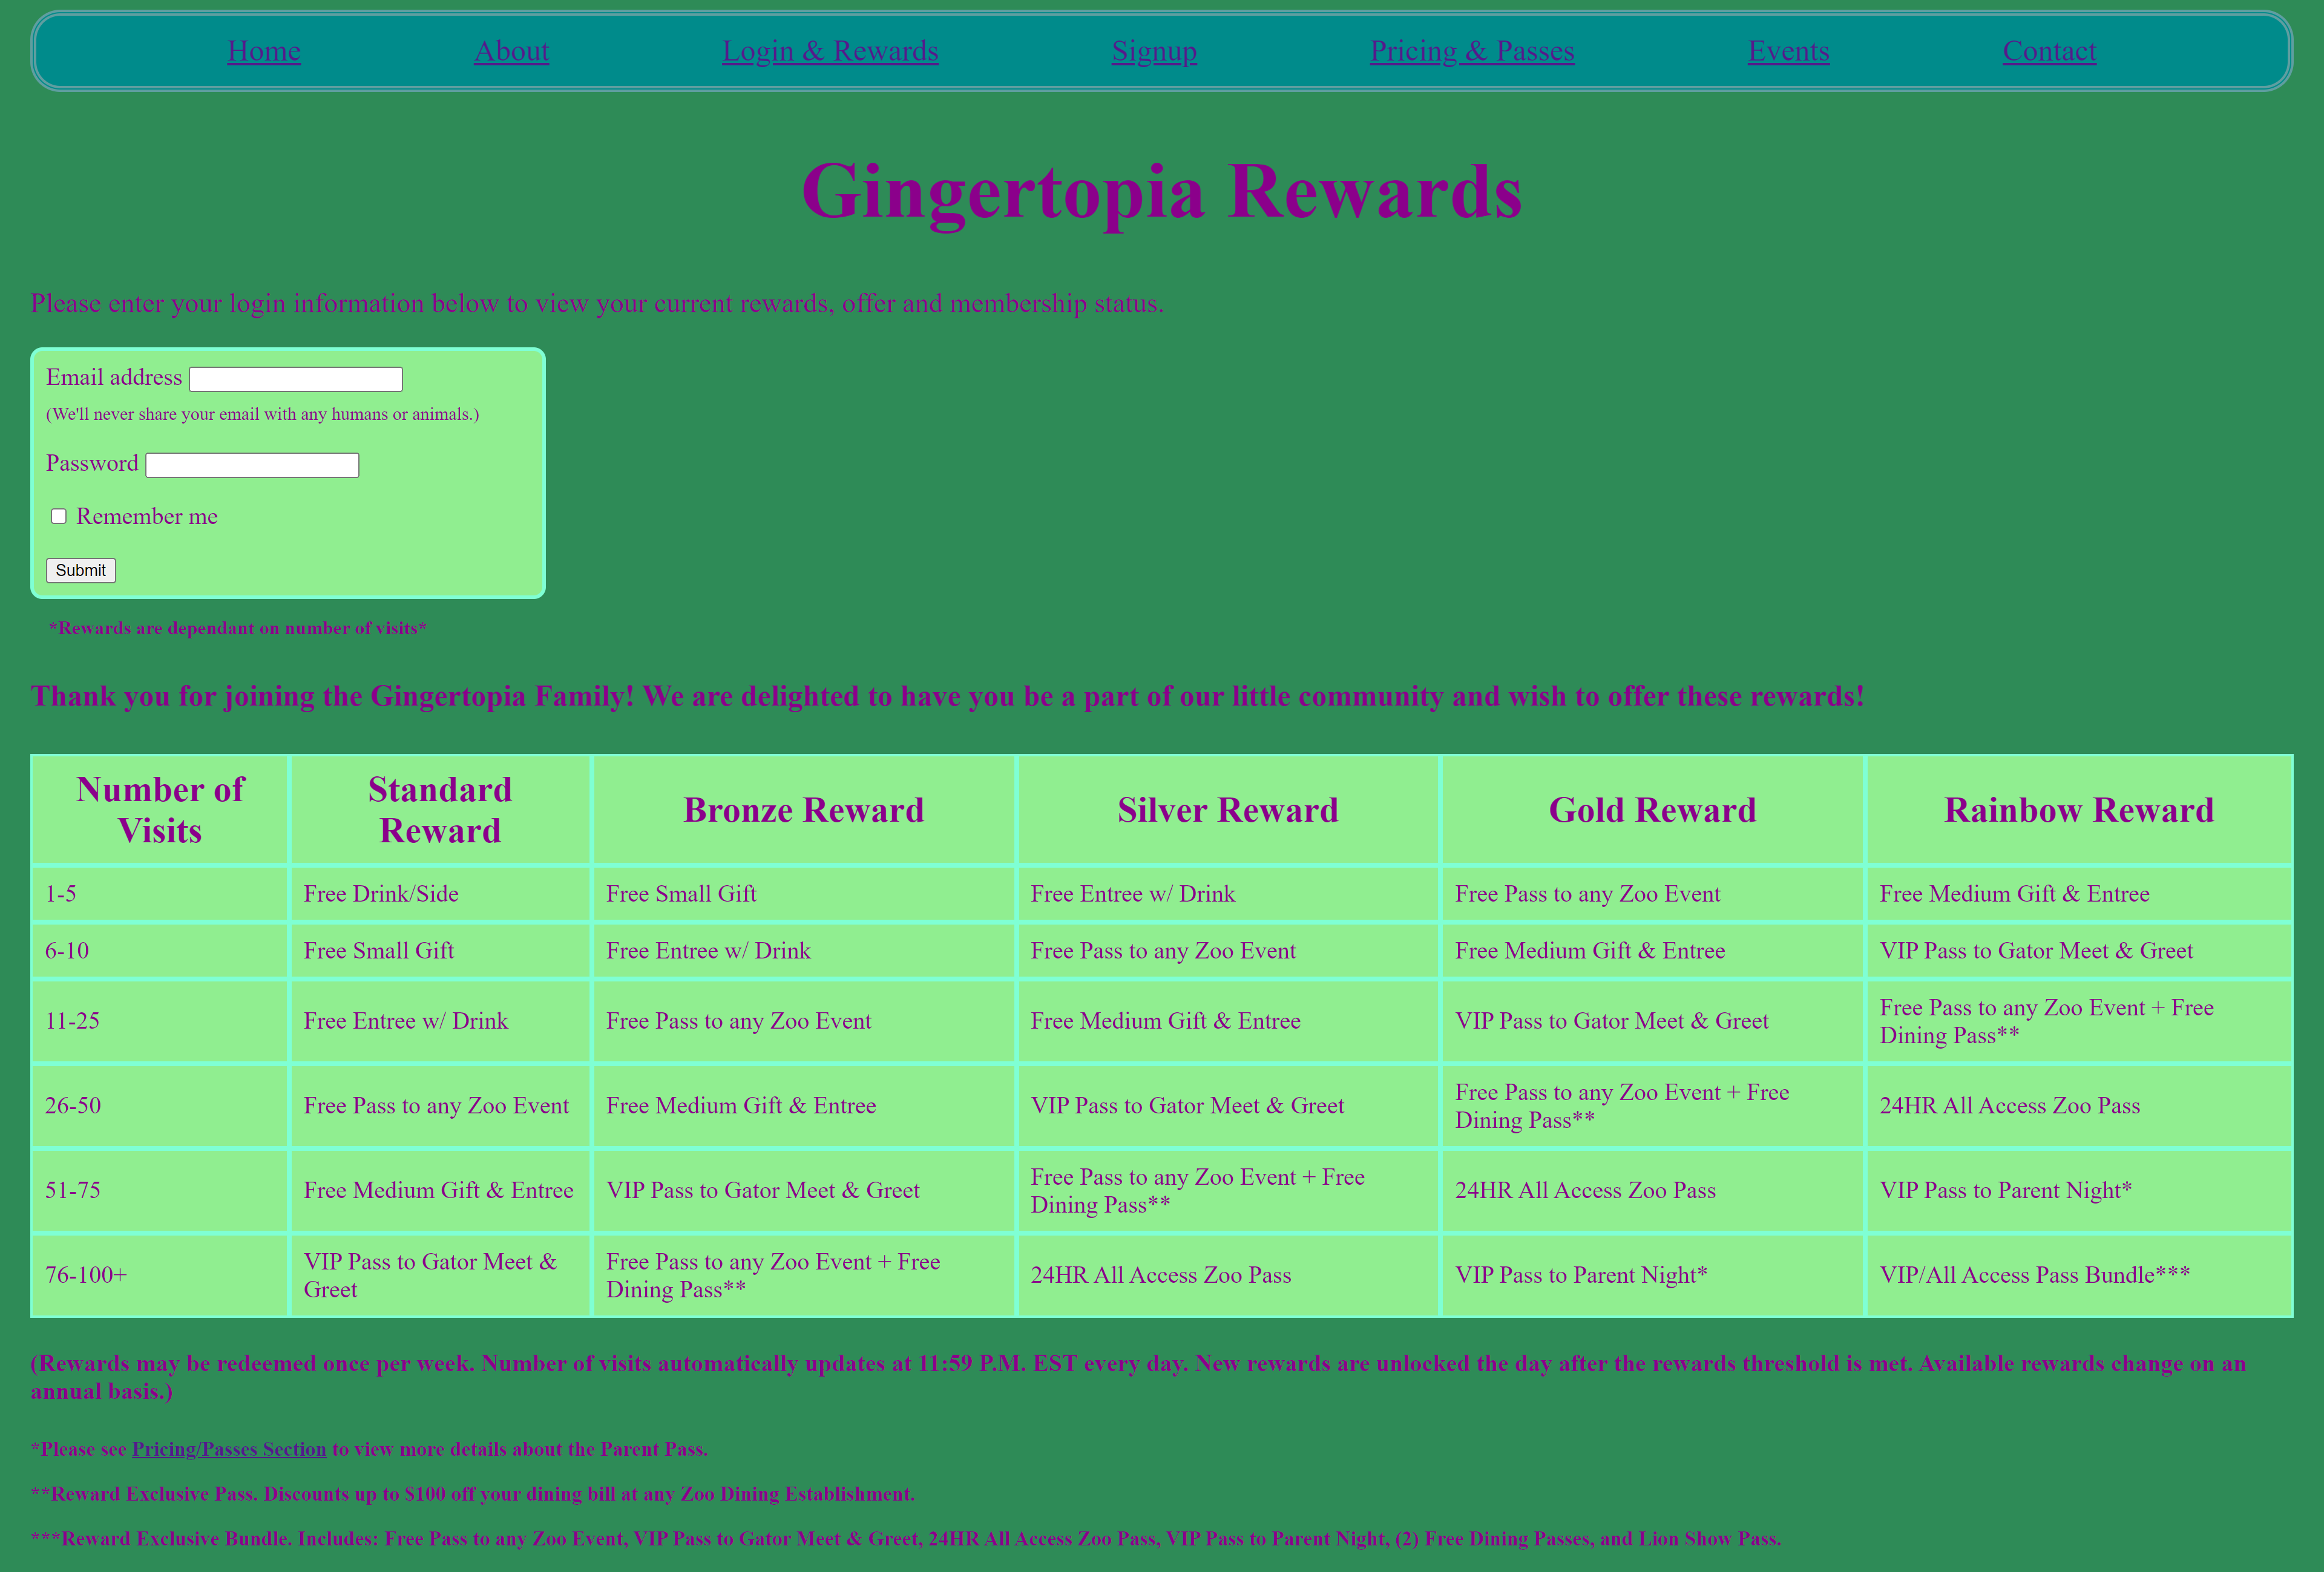 Home About Login & Rewards Signup Pricing & Passes Events Contact
Gingertopia Rewards
Please enter your login information below to view your current rewards, offer and membership status.
Email address
(We'll never share your email with any humans or animals.)
Password
Remember me
Submit
*Rewards are dependant on number of visits*
Thank you for joining the Gingertopia Family! We are delighted to have you be a part of our little community and wish to offer these rewards!
Number of Visits Standard Reward Bronze Reward Silver Reward Gold Reward Rainbow Reward
1-5 Free Drink/Side Free Small Gift Free Entree w/ Drink Free Pass to any Zoo Event Free Medium Gift & Entree
6-10 Free Small Gift Free Entree w/ Drink Free Pass to any Zoo Event Free Medium Gift & Entree VIP Pass to Gator Meet & Greet
11-25 Free Entree w/ Drink Free Pass to any Zoo Event Free Medium Gift & Entree VIP Pass to Gator Meet & Greet Free Pass to any Zoo Event + Free Dining Pass**
26-50 Free Pass to any Zoo Event Free Medium Gift & Entree VIP Pass to Gator Meet & Greet Free Pass to any Zoo Event + Free Dining Pass** 24HR All Access Zoo Pass
51-75 Free Medium Gift & Entree VIP Pass to Gator Meet & Greet Free Pass to any Zoo Event + Free Dining Pass** 24HR All Access Zoo Pass VIP Pass to Parent Night*
76-100+ VIP Pass to Gator Meet & Greet Free Pass to any Zoo Event + Free Dining Pass** 24HR All Access Zoo Pass VIP Pass to Parent Night* VIP/All Access Pass Bundle***
(Rewards may be redeemed once per week. Number of visits automatically updates at 11:59 P.M. EST every day. New rewards are unlocked the day after the rewards threshold is met. Available rewards change on an
annual basis.)
*Please see Pricing/Passes Section to view more details about the Parent Pass.
**Reward Exclusive Pass. Discounts up to $100 off your dining bill at any Zoo Dining Establishment.
***Reward Exclusive Bundle. Includes: Free Pass to any Zoo Event, VIP Pass to Gator Meet & Greet, 24HR All Access Zoo Pass, VIP Pass to Parent Night, (2) Free Dining Passes, and Lion Show Pass.